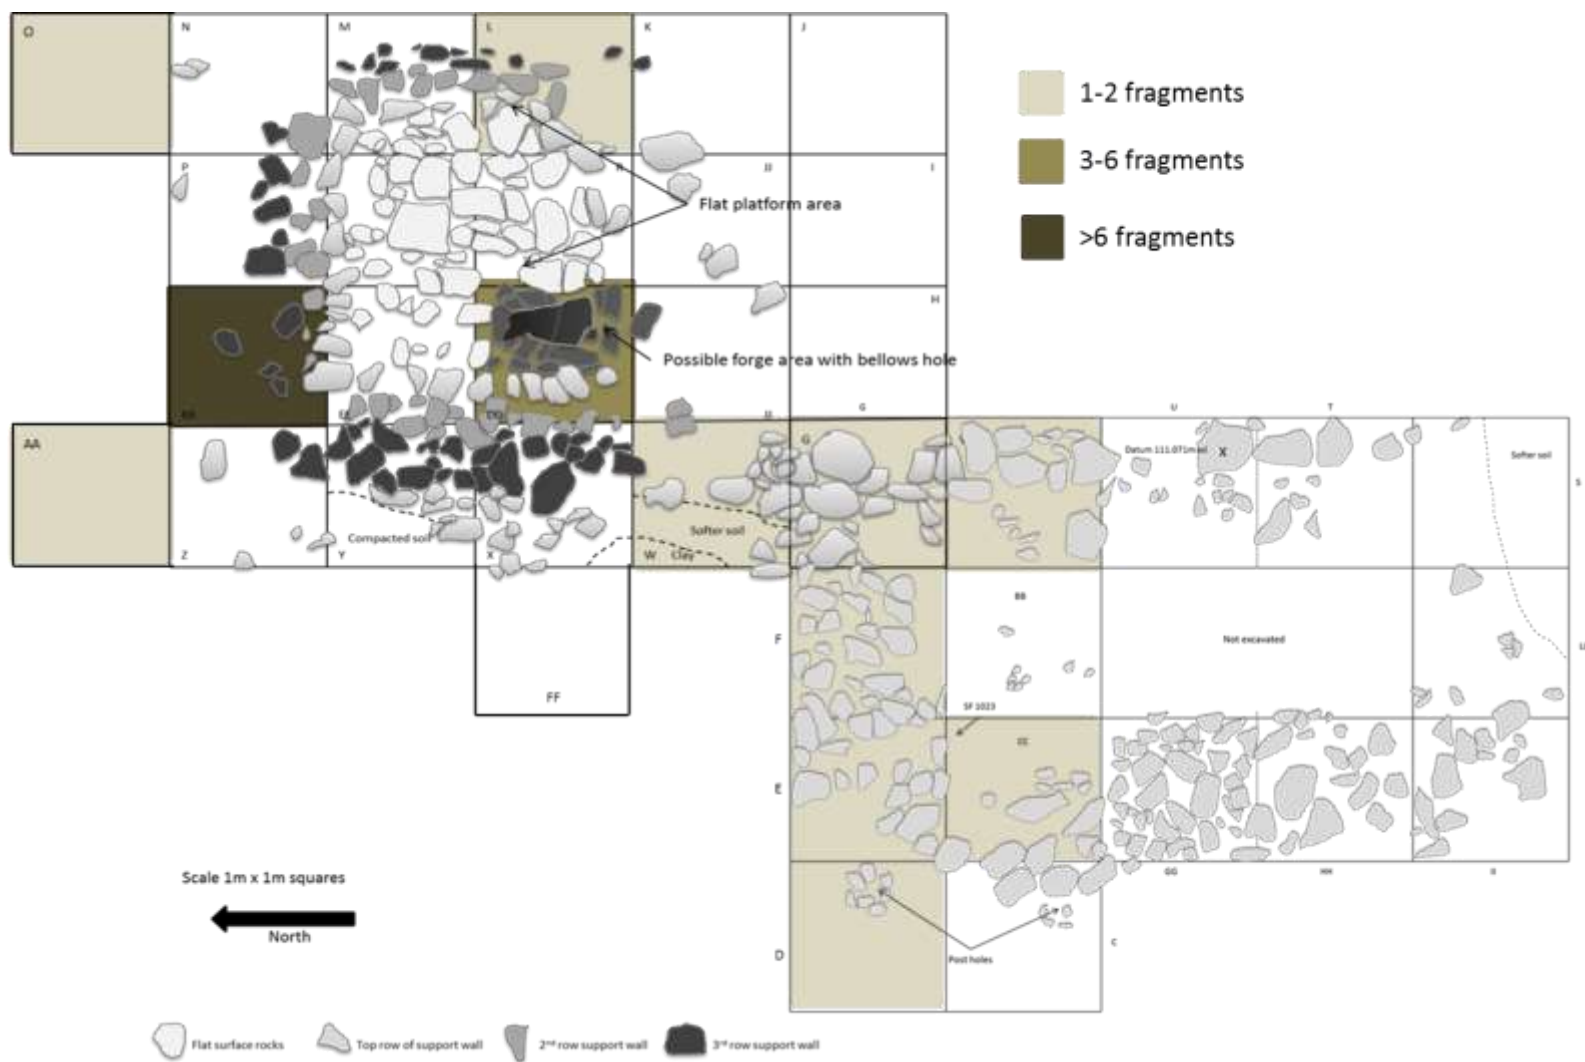 O
N
M
L
K
J
1-2 fragments
3-6 fragments
>6 fragments
P
R
JJ
I
Flat platform area
H
Possible forge area with bellows hole
G
U
T
AA
G
Datum 111.071m
X
Softer soil
S
Softer soil
Compacted soil
Z
Y
X
W
Clay
BB
F
Not excavated
FF
SF 1023
E
Scale 1m x 1m squares
GG
HH
II
North
D
C
Post holes
Flat surface rocks
Top row of support wall
2nd row support wall
3rd row support wall